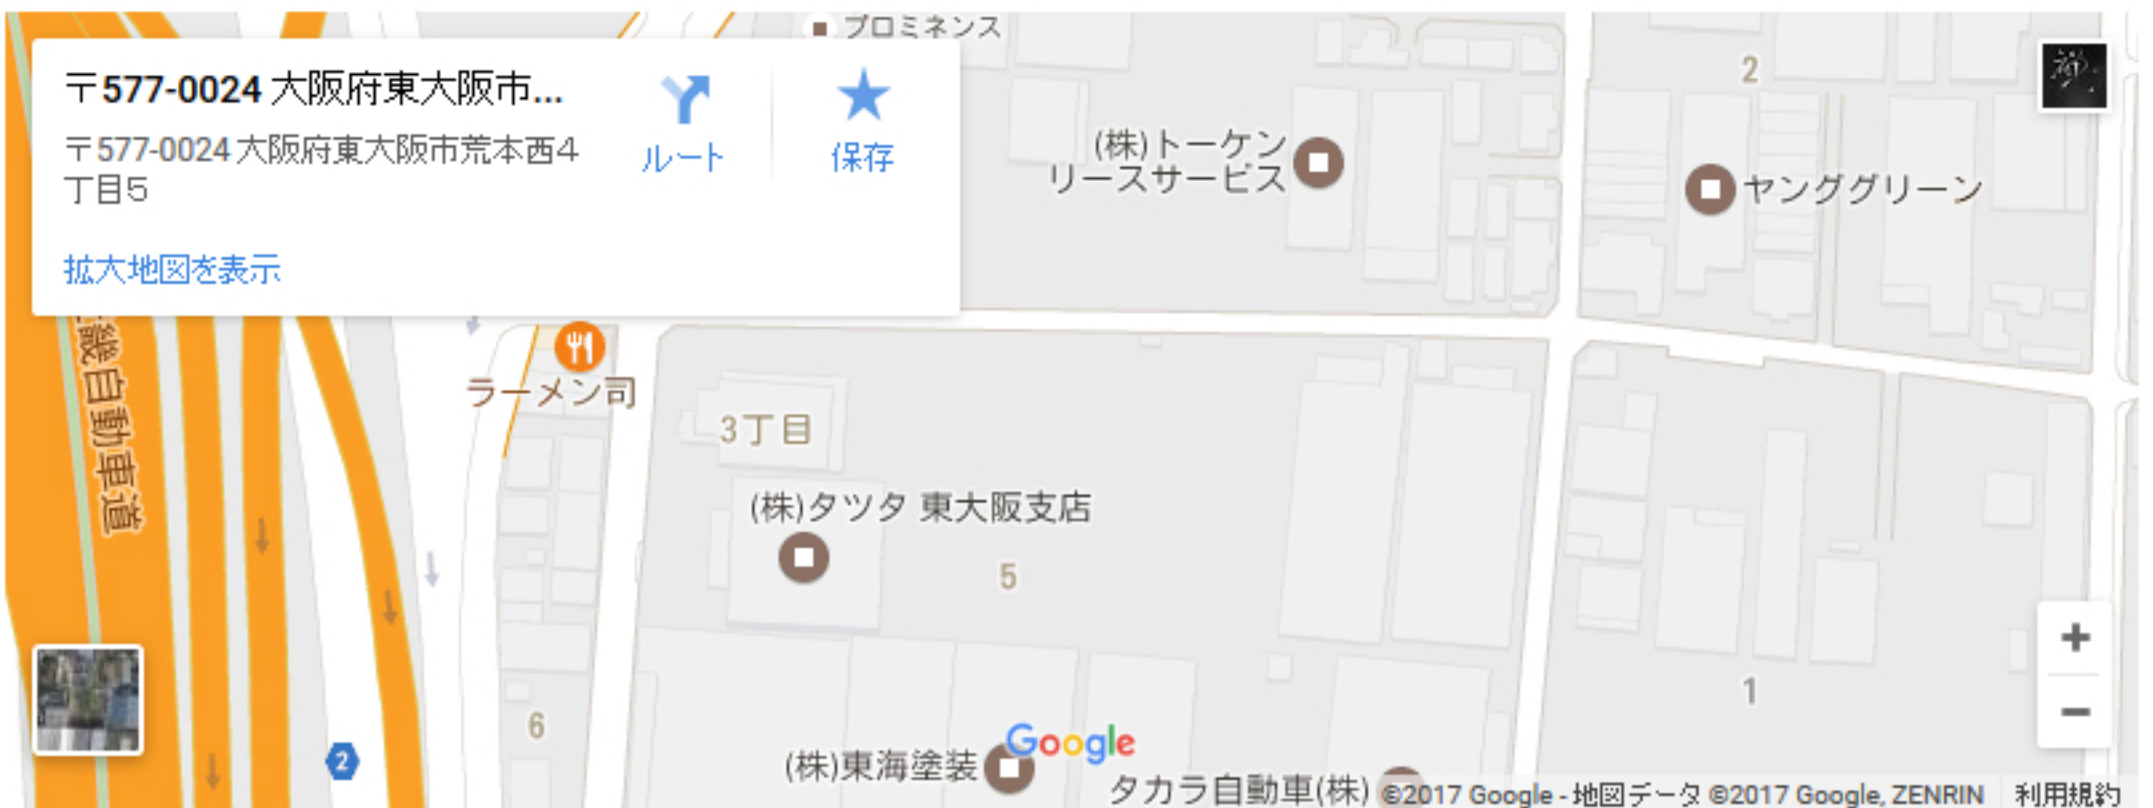 プロミネンス
〒577-0024 大阪府東大阪市...
〒577-0024 大阪府東大阪市荒本西4
丁目5
ルート
保存
拡大地図を表示
(株)トーケン
リースサービス
2
ヤンググリーン
畿自動車道
ラーメン司
3丁目
(株)タツタ 東大阪支店
5
6
1
2
(株)東海塗装
Google
タカラ自動車(株)
©2017 Google - 地図データ ©2017 Google, ZENRIN
利用規約